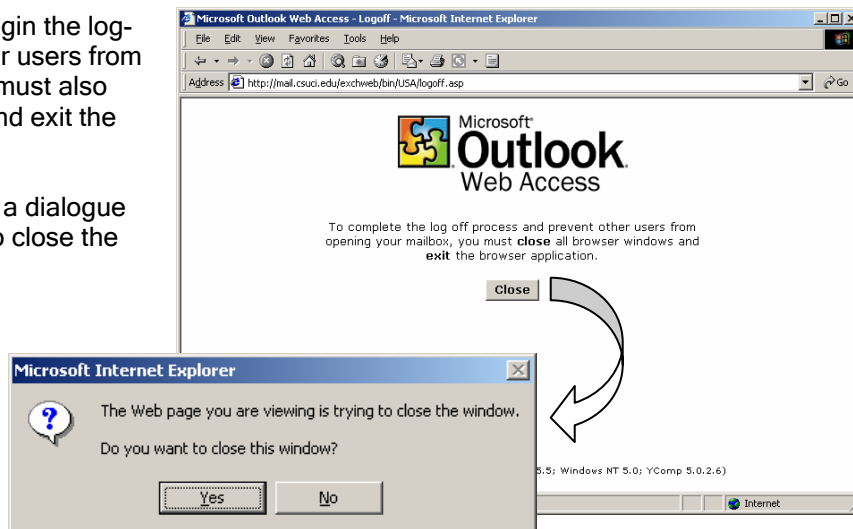 gin the log-
r users from
must also
nd exit the
a dialogue
o close the
Microsoft Outlook Web Access - Logoff - Microsoft Internet Explorer
File Edit View Favorites Tools Help
Address http://mail.csuci.edu/exchweb/bin/USA/logoff.asp Go
Microsoft
Outlook
Web Access
To complete the log off process and prevent other users from
opening your mailbox, you must close all browser windows and
exit the browser application.
Close
Microsoft Internet Explorer
The Web page you are viewing is trying to close the window.
Do you want to close this window?
Yes No
5.5; Windows NT 5.0; YComp 5.0.2.6)
Internet